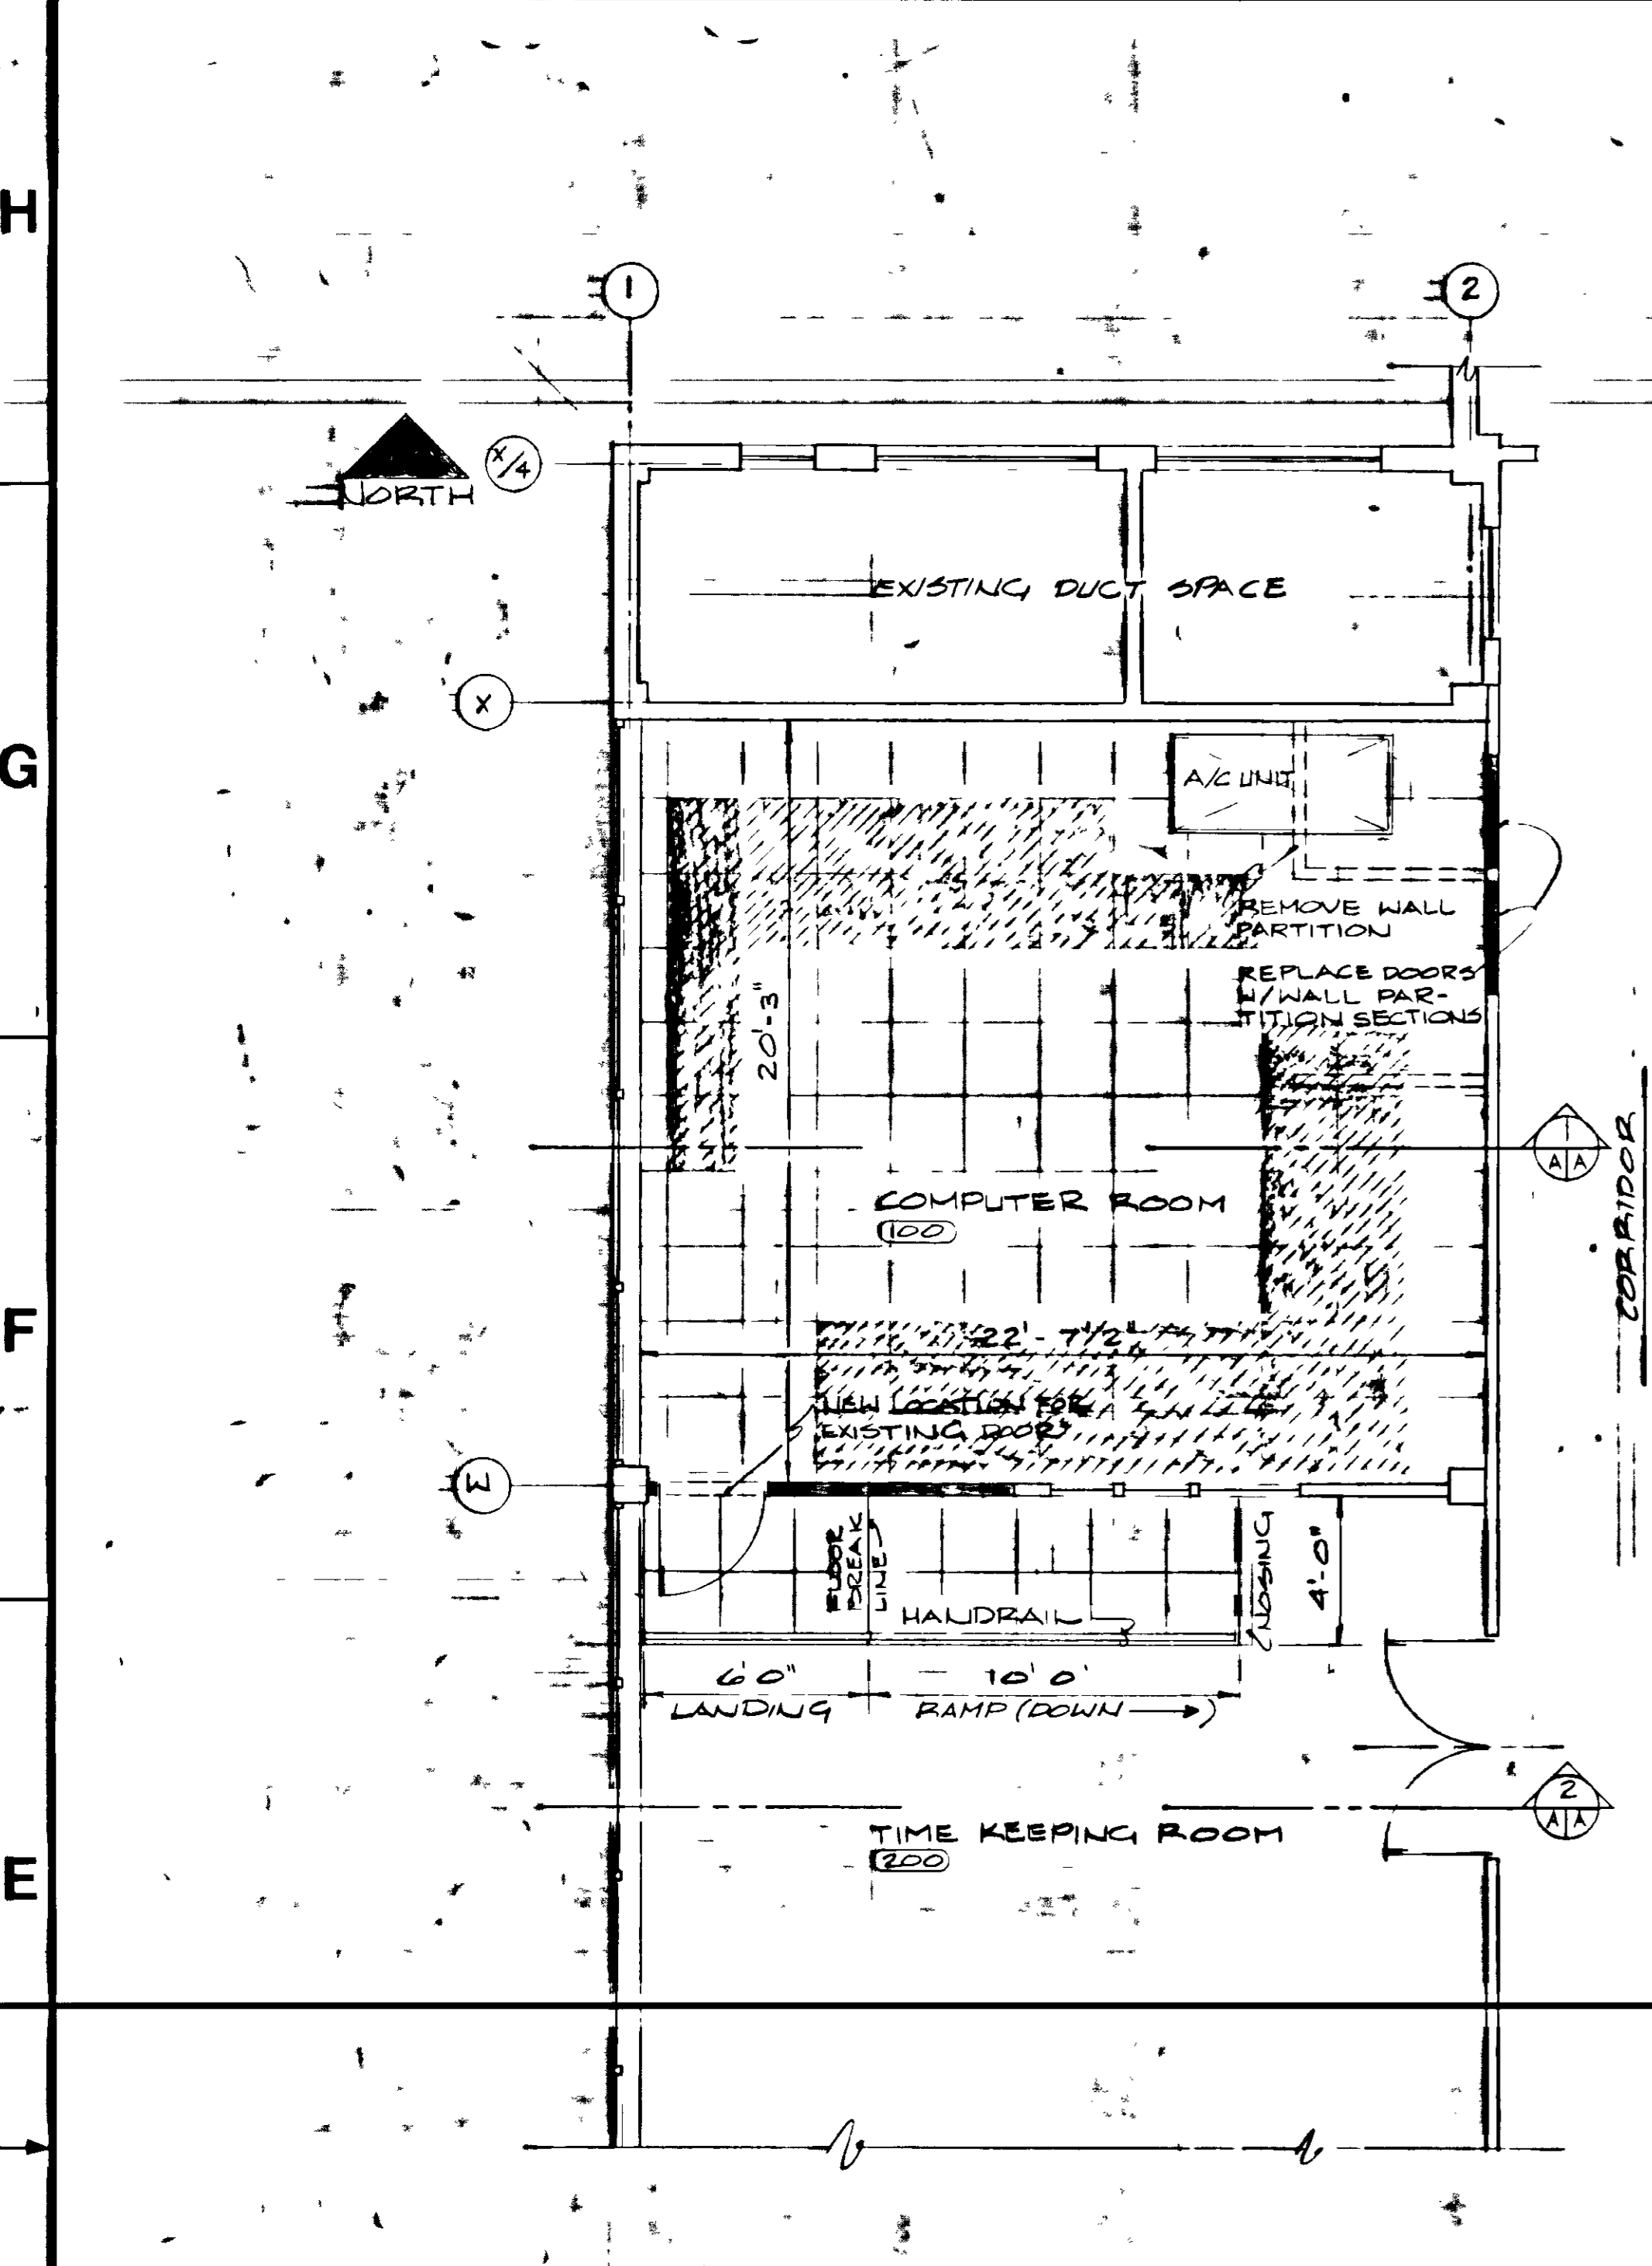 H
1
2
X/4
NORTH
EXISTING DUCT SPACE
X
G
A/C UNIT
REMOVE WALL
PARTITION
REPLACE DOORS
W/WALL PAR-
TITION SECTIONS
20'-3"
A A
CORRIDOR
COMPUTER ROOM
100
F
22'-7 1/2"
NEW LOCATION FOR
EXISTING DOOR
FLOOR
BREAK
LINE
NOSING
4'-0"
HANDRAIL
6'0"
10'0'
LANDING
RAMP (DOWN →)
2
A A
TIME KEEPING ROOM
200
E